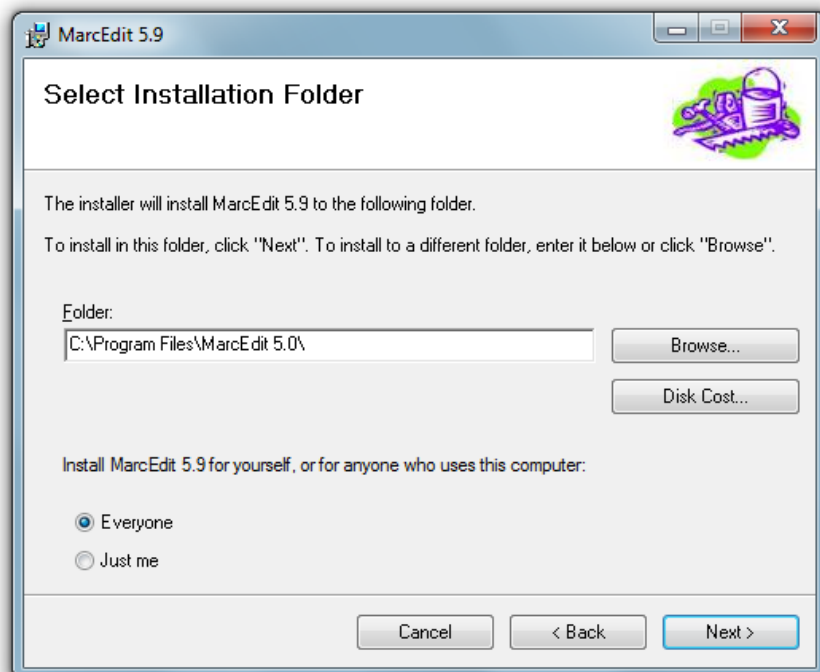 MarcEdit 5.9
Select Installation Folder
The installer will install MarcEdit 5.9 to the following folder.
To install in this folder, click "Next". To install to a different folder, enter it below or click "Browse".
Folder:
C:\Program Files\MarcEdit 5.0\
Browse...
Disk Cost...
Install MarcEdit 5.9 for yourself, or for anyone who uses this computer:
Everyone
Just me
Cancel
< Back
Next >